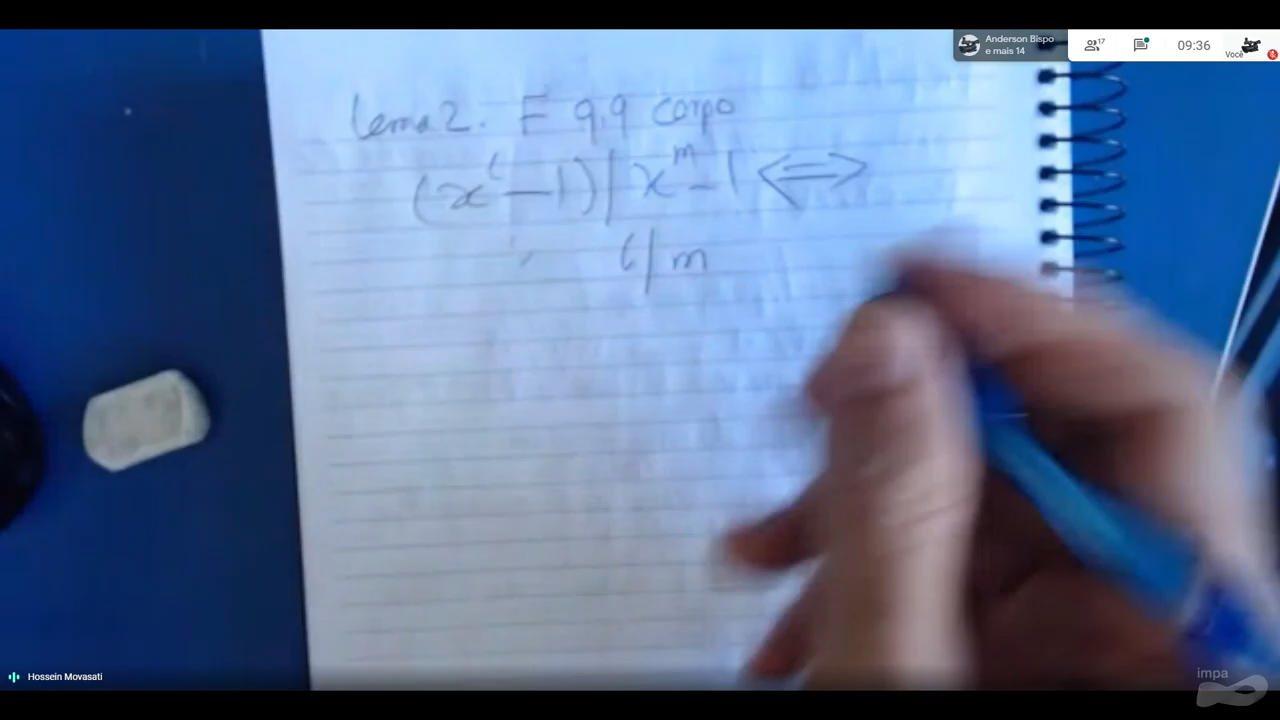 Anderson Bispo
e mais 14
17
09:36
Você
Lema 2. F q.q corpo
(x^l - 1) | x^m - 1 <=>
l | m
Hossein Movasati
impa